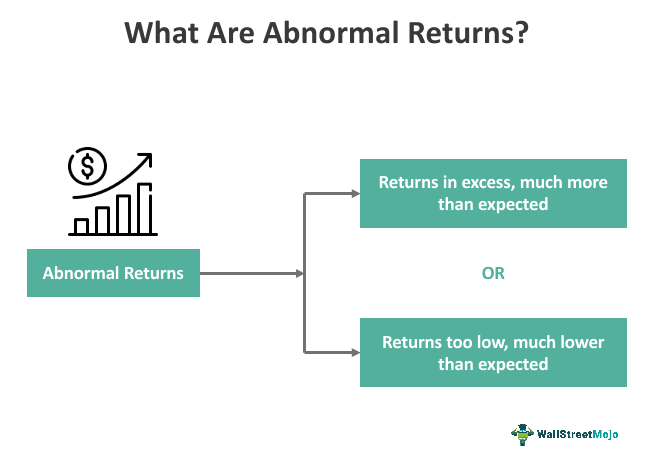 What Are Abnormal Returns?
$
Abnormal Returns
Returns in excess, much more
than expected
OR
Returns too low, much lower
than expected
WallStreetMojo